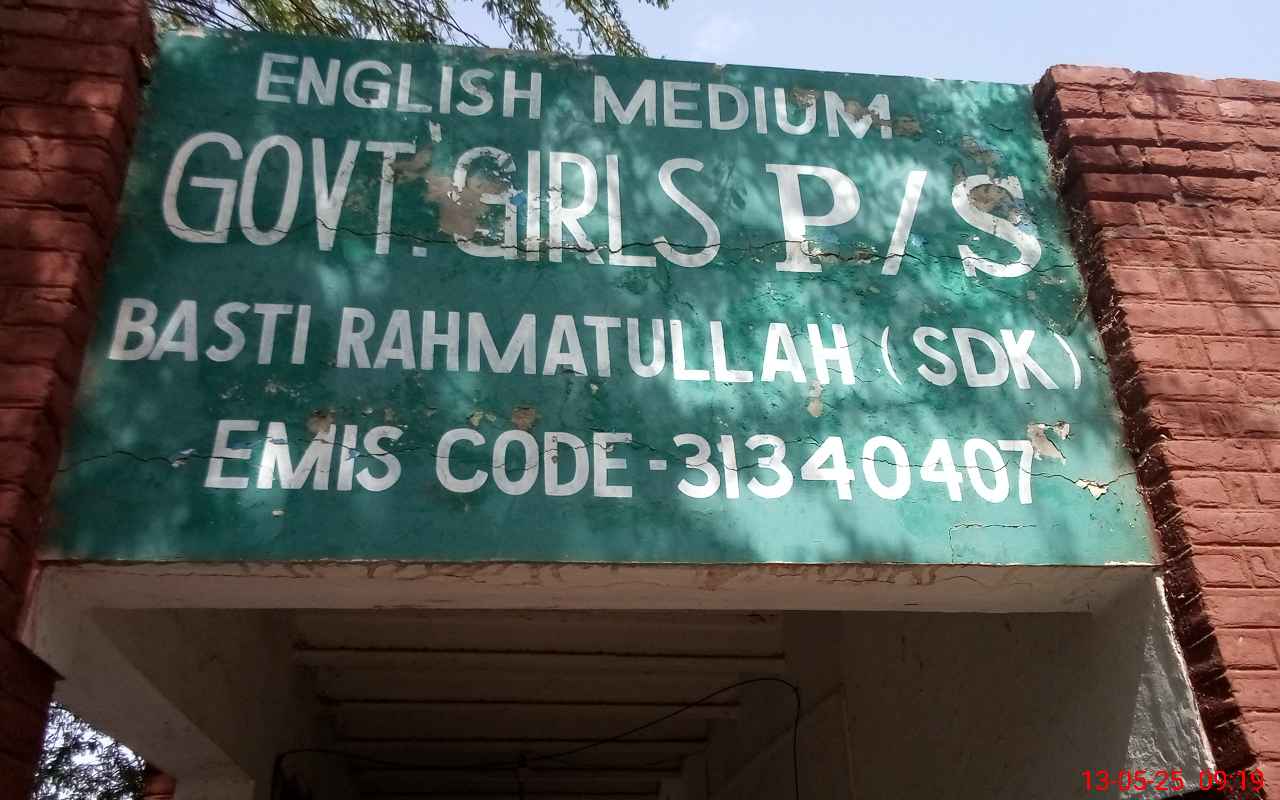 ENGLISH MEDIUM
GOVT. GIRLS P/S
BASTI RAHMATULLAH (SDK)
EMIS CODE-31340407
13-05-25 09:19